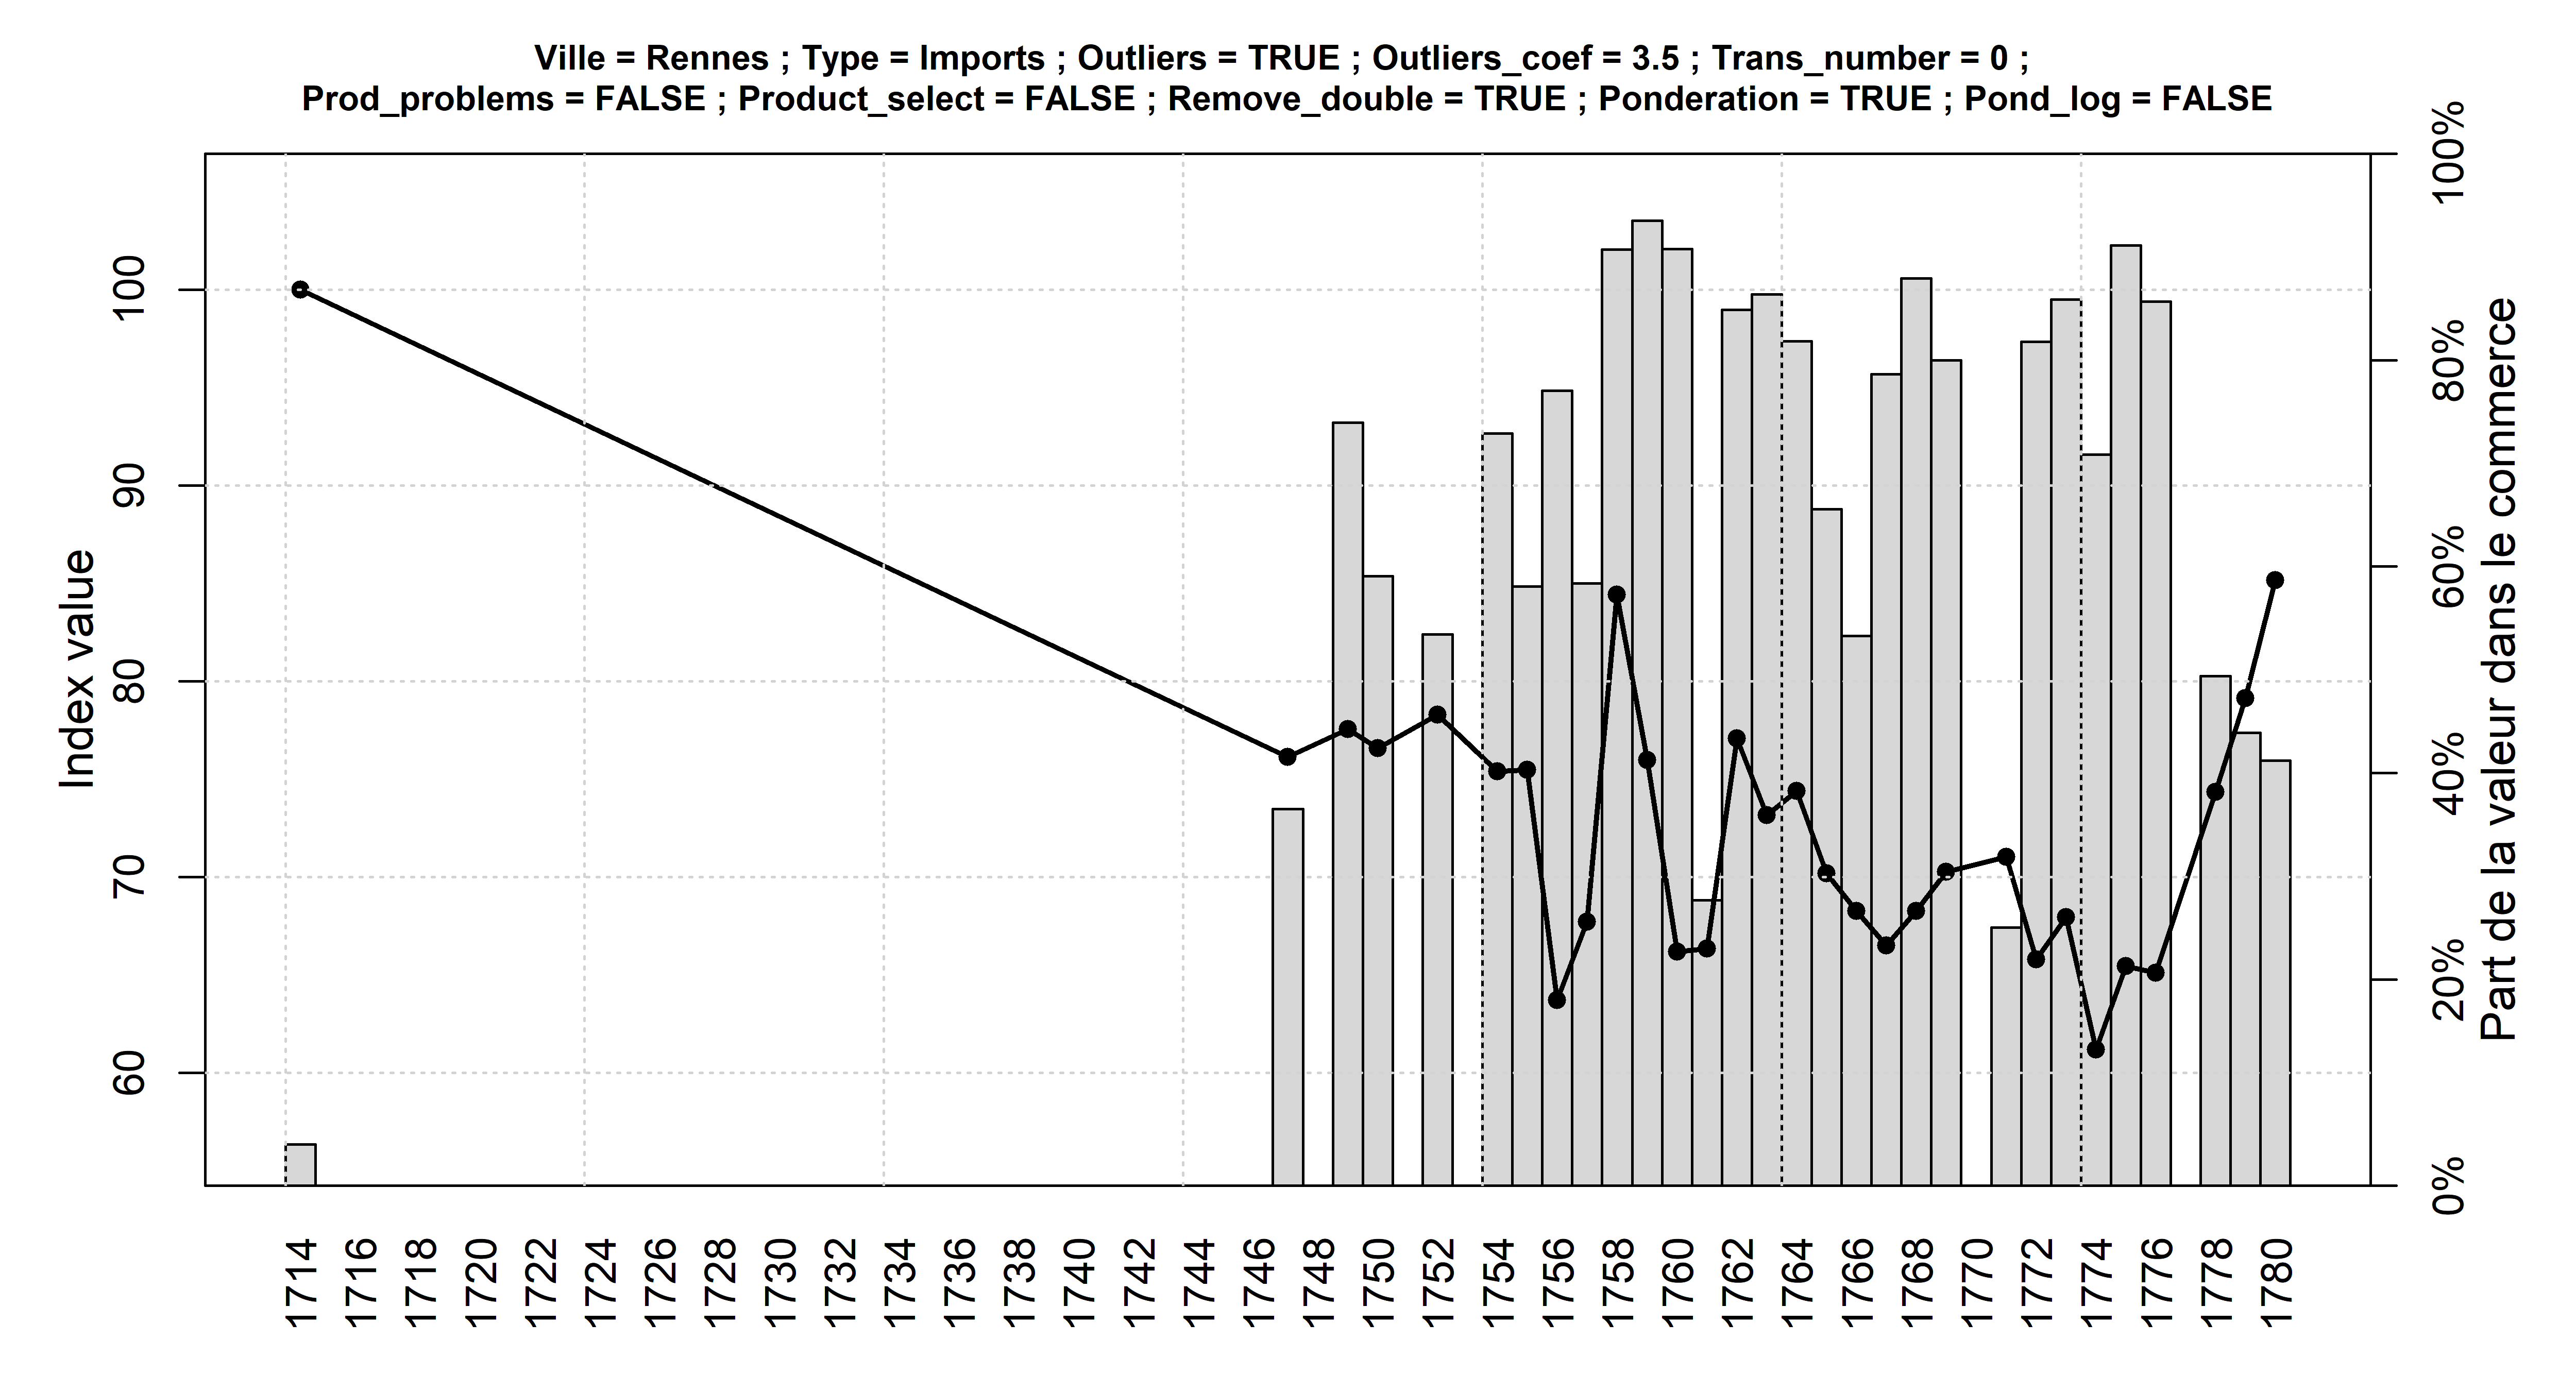 Ville = Rennes ; Type = Imports ; Outliers = TRUE ; Outliers_coef = 3.5 ; Trans_number = 0 ;
Prod_problems = FALSE ; Product_select = FALSE ; Remove_double = TRUE ; Ponderation = TRUE ; Pond_log = FALSE
Index value
100
90
80
70
60
100%
80%
60%
40%
20%
0%
Part de la valeur dans le commerce
1714 1716 1718 1720 1722 1724 1726 1728 1730 1732 1734 1736 1738 1740 1742 1744 1746 1748 1750 1752 1754 1756 1758 1760 1762 1764 1766 1768 1770 1772 1774 1776 1778 1780